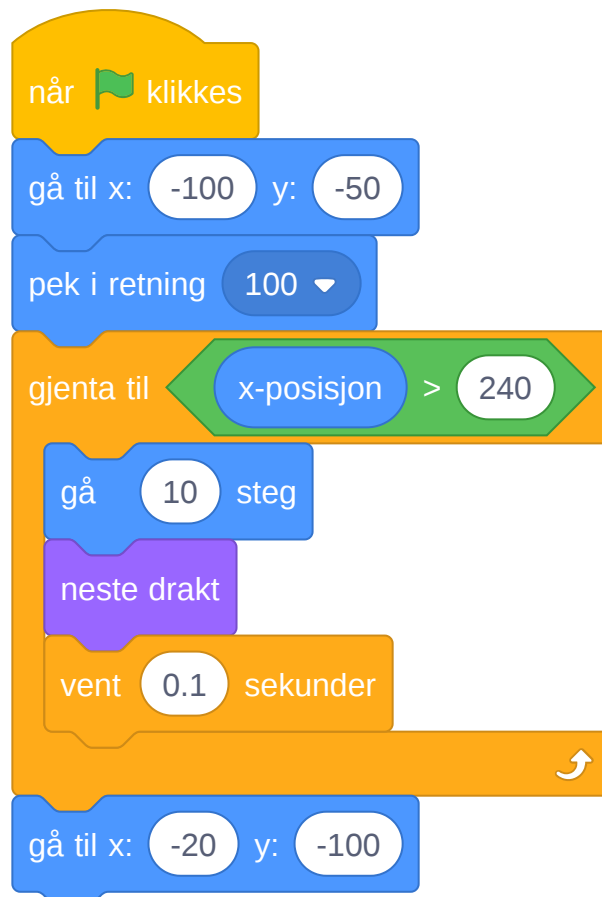 når klikkes
gå til x: -100 y: -50
pek i retning 100
gjenta til x-posisjon > 240
gå 10 steg
neste drakt
vent 0.1 sekunder
gå til x: -20 y: -100